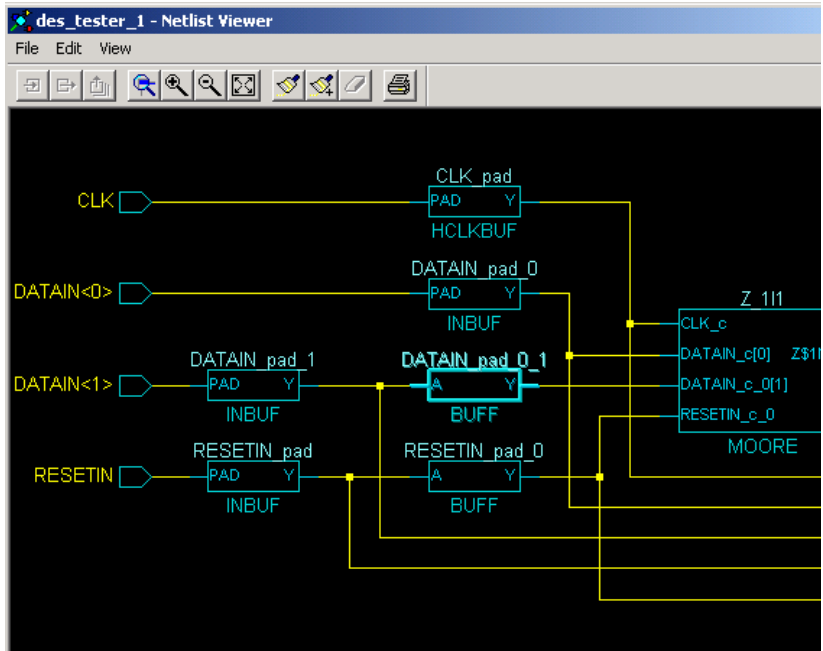 des_tester_1 - Netlist Viewer
File Edit View
CLK_pad
CLK
PAD Y
HCLKBUF
DATAIN_pad_0
DATAIN<0>
PAD Y
INBUF
Z_1I1
CLK_c
DATAIN_c[0]
DATAIN_c_0[1]
RESETIN_c_0
MOORE
DATAIN_pad_1
DATAIN_pad_0_1
DATAIN<1>
PAD Y
A Y
INBUF
BUFF
RESETIN_pad
RESETIN_pad_0
RESETIN
PAD Y
A Y
INBUF
BUFF